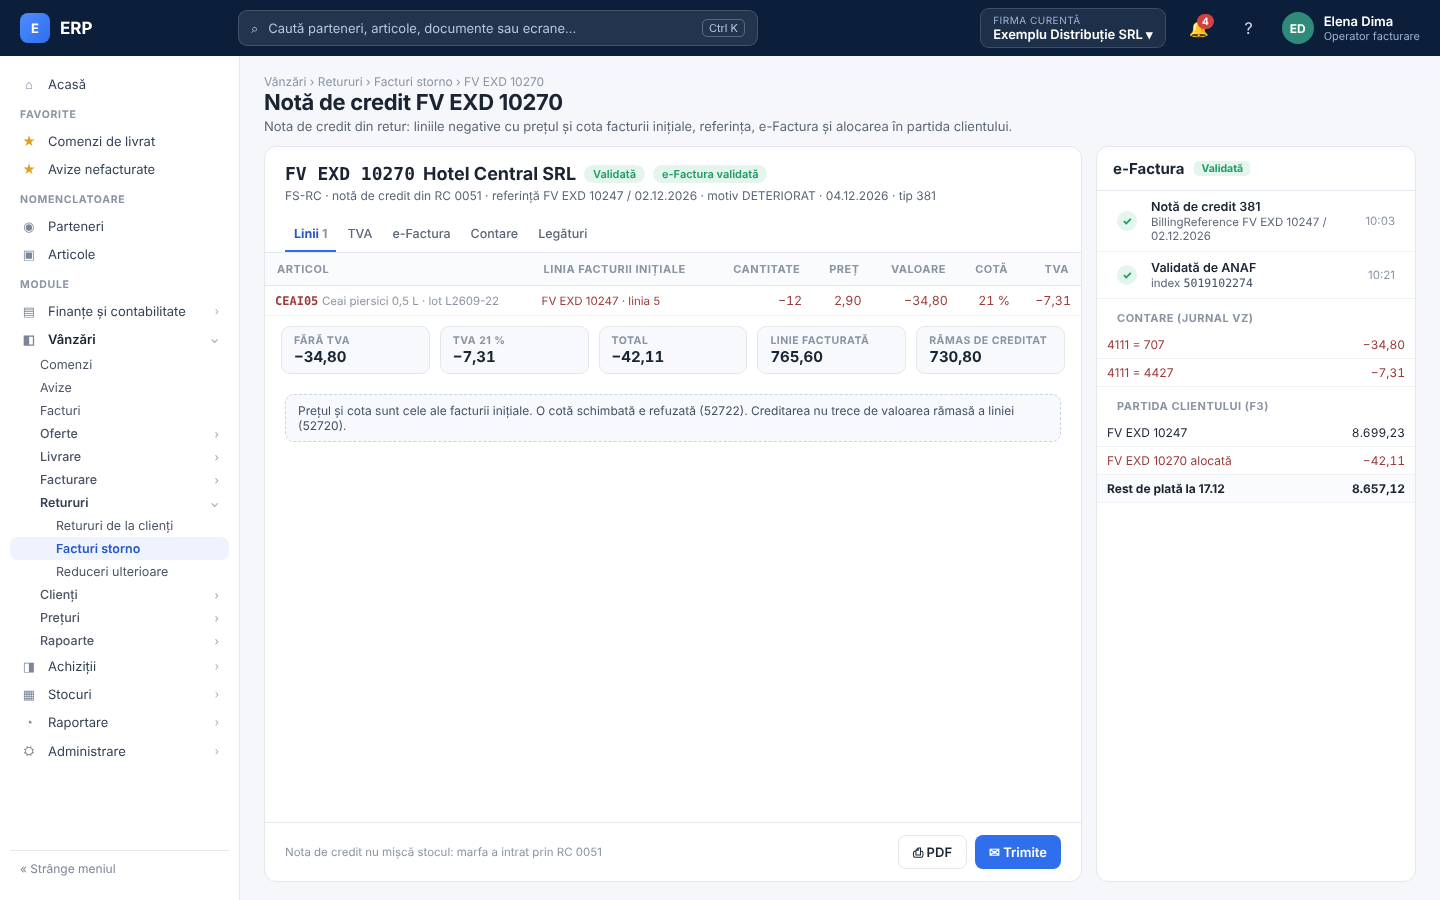 E ERP
Caută parteneri, articole, documente sau ecrane... Ctrl K
FIRMA CURENTĂ
Exemplu Distribuție SRL ▾
4
?
ED
Elena Dima
Operator facturare
Acasă
FAVORITE
★ Comenzi de livrat
★ Avize nefacturate
NOMENCLATOARE
Parteneri
Articole
MODULE
Finanțe și contabilitate ›
Vânzări
Comenzi
Avize
Facturi
Oferte ›
Livrare ›
Facturare ›
Retururi
Retururi de la clienți
Facturi storno
Reduceri ulterioare
Clienți ›
Prețuri ›
Rapoarte ›
Achiziții ›
Stocuri ›
Raportare ›
Administrare ›
« Strânge meniul
Vânzări › Retururi › Facturi storno › FV EXD 10270
Notă de credit FV EXD 10270
Nota de credit din retur: liniile negative cu prețul și cota facturii inițiale, referința, e-Factura și alocarea în partida clientului.
FV EXD 10270 Hotel Central SRL Validată e-Factura validată
FS-RC · notă de credit din RC 0051 · referință FV EXD 10247 / 02.12.2026 · motiv DETERIORAT · 04.12.2026 · tip 381
Linii 1 TVA e-Factura Contare Legături
ARTICOL LINIA FACTURII INIȚIALE CANTITATE PREȚ VALOARE COTĂ TVA
CEAI05 Ceai piersici 0,5 L · lot L2609-22 FV EXD 10247 · linia 5 −12 2,90 −34,80 21 % −7,31
FĂRĂ TVA TVA 21 % TOTAL LINIE FACTURATĂ RĂMAS DE CREDITAT
−34,80 −7,31 −42,11 765,60 730,80
Prețul și cota sunt cele ale facturii inițiale. O cotă schimbată e refuzată (52722). Creditarea nu trece de valoarea rămasă a liniei
(52720).
Nota de credit nu mișcă stocul: marfa a intrat prin RC 0051
PDF
Trimite
e-Factura Validată
Notă de credit 381
BillingReference FV EXD 10247 /
02.12.2026
10:03
Validată de ANAF
index 5019102274
10:21
CONTARE (JURNAL VZ)
4111 = 707 −34,80
4111 = 4427 −7,31
PARTIDA CLIENTULUI (F3)
FV EXD 10247 8.699,23
FV EXD 10270 alocată −42,11
Rest de plată la 17.12 8.657,12